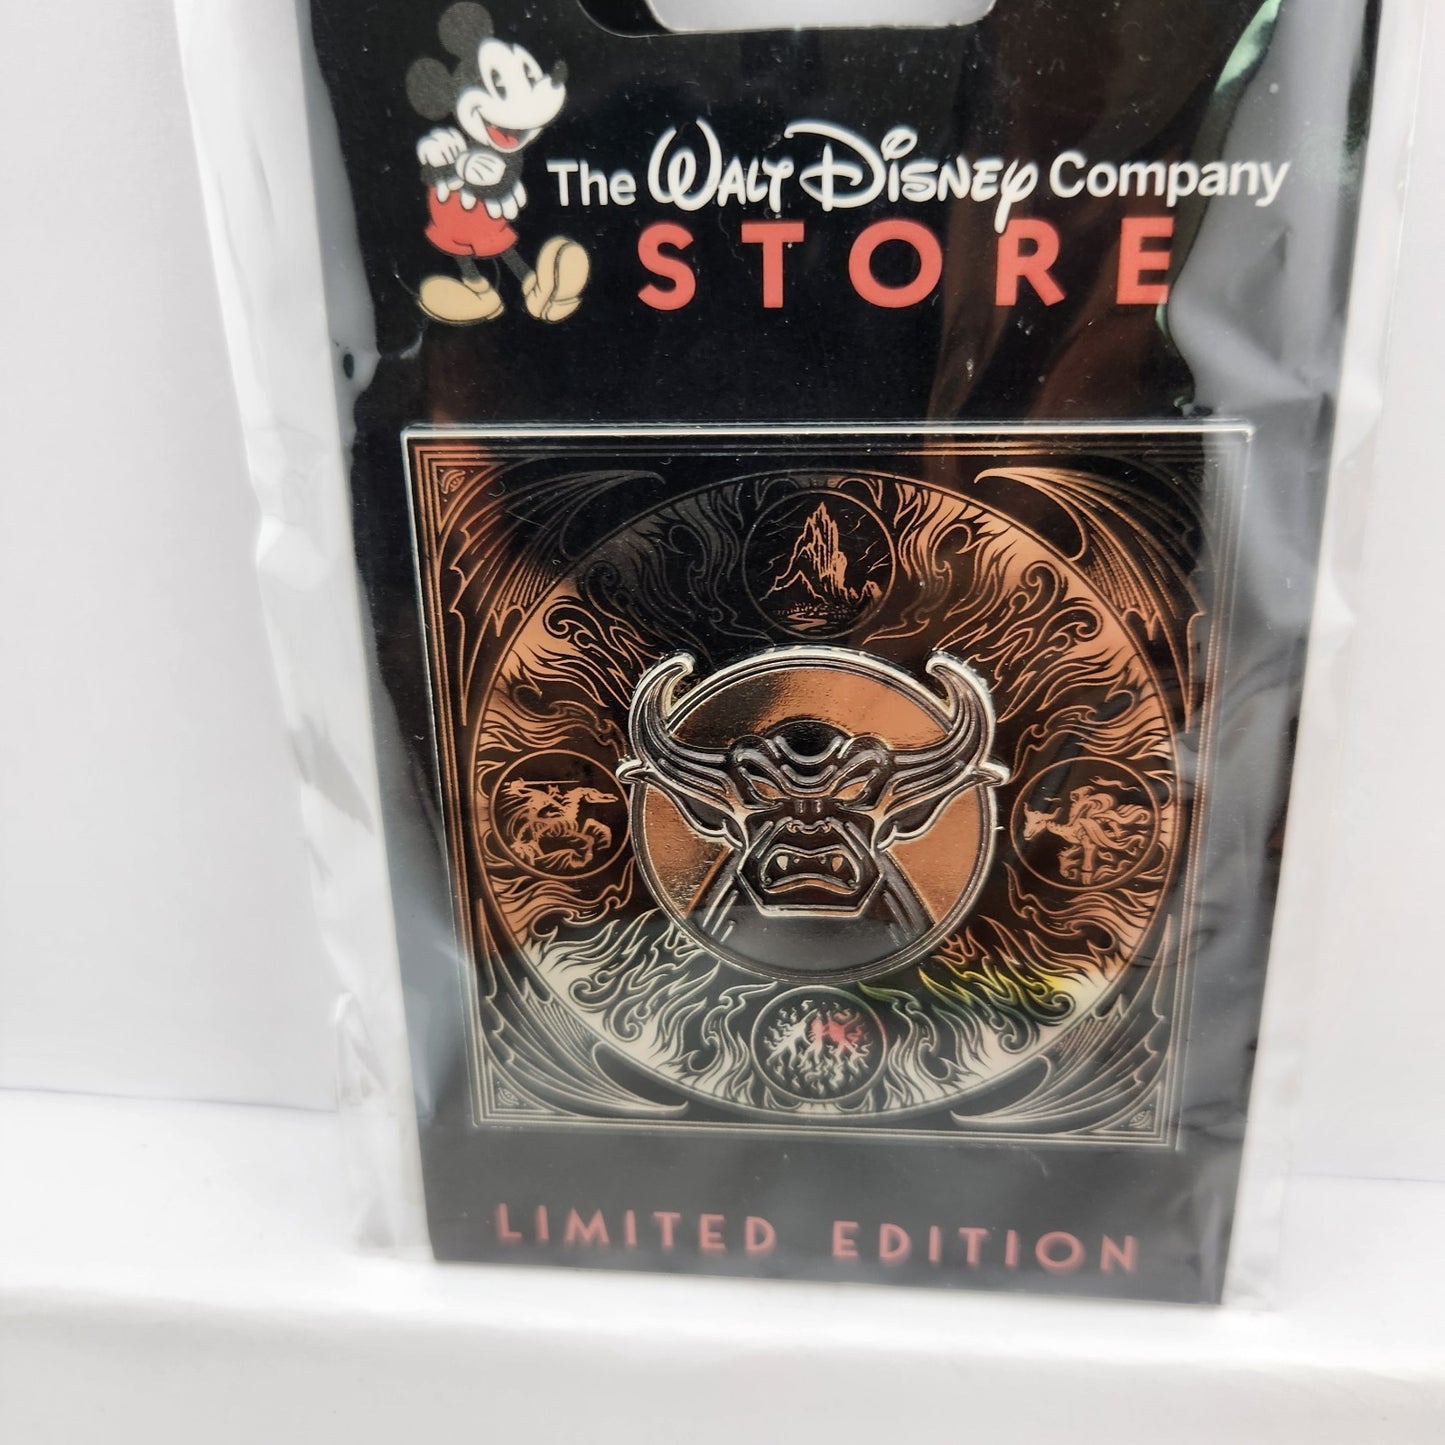 The Walt Disney Company
STORE
LIMITED EDITION